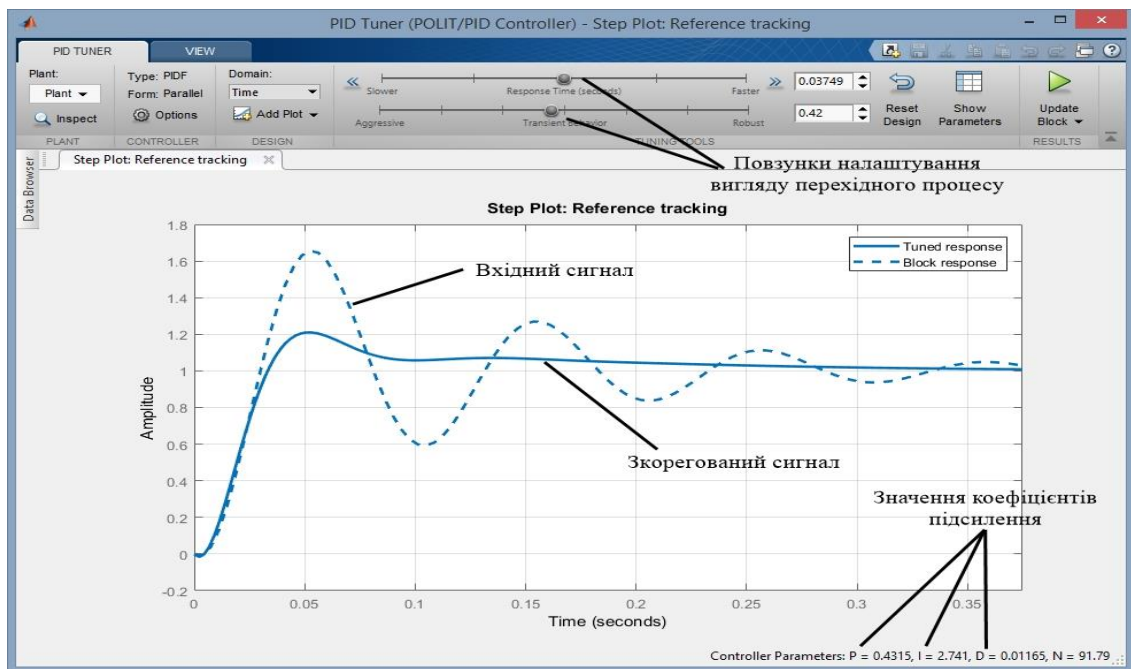 PID Tuner (POLIT/PID Controller) - Step Plot: Reference tracking
PID TUNER
VIEW
Plant:
Plant
Inspect
PLANT
Type: PIDF
Form: Parallel
Options
CONTROLLER
Domain:
Time
Add Plot
DESIGN
Slower
Response Time (seconds)
Faster
0.03749
Aggressive
Transient Behavior
Robust
0.42
TUNING TOOLS
Reset
Design
Show
Parameters
Update
Block
RESULTS
Data Browser
Step Plot: Reference tracking
Повзунки налаштування
вигляду перехідного процесу
Step Plot: Reference tracking
Tuned response
Block response
Вхідний сигнал
Зкорегований сигнал
Значення коефіцієнтів
підсилення
Amplitude
1.8
1.6
1.4
1.2
1
0.8
0.6
0.4
0.2
0
-0.2
0 0.05 0.1 0.15 0.2 0.25 0.3 0.35
Time (seconds)
Controller Parameters: P = 0.4315, I = 2.741, D = 0.01165, N = 91.79